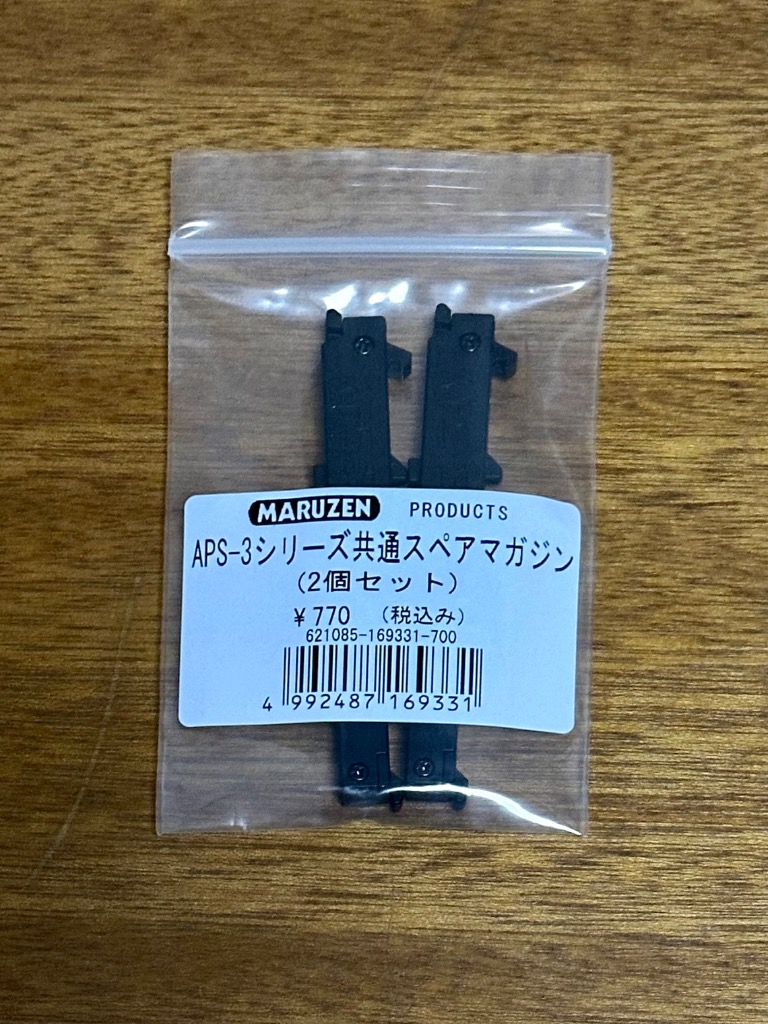 MARUZEN PRODUCTS
APS-3シリーズ共通スペアマガジン
(2個セット)
¥770 (税込み)
621085-169331-700
4 992487 169331